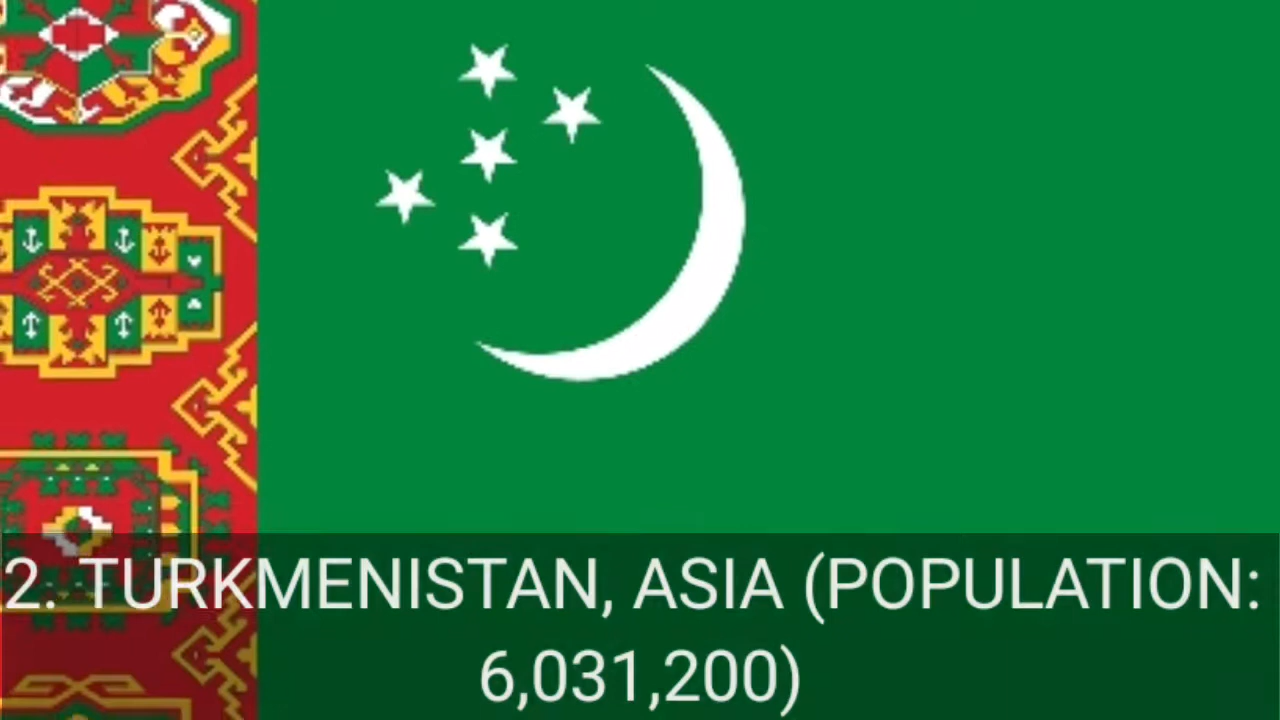 2. TURKMENISTAN, ASIA (POPULATION:
6,031,200)